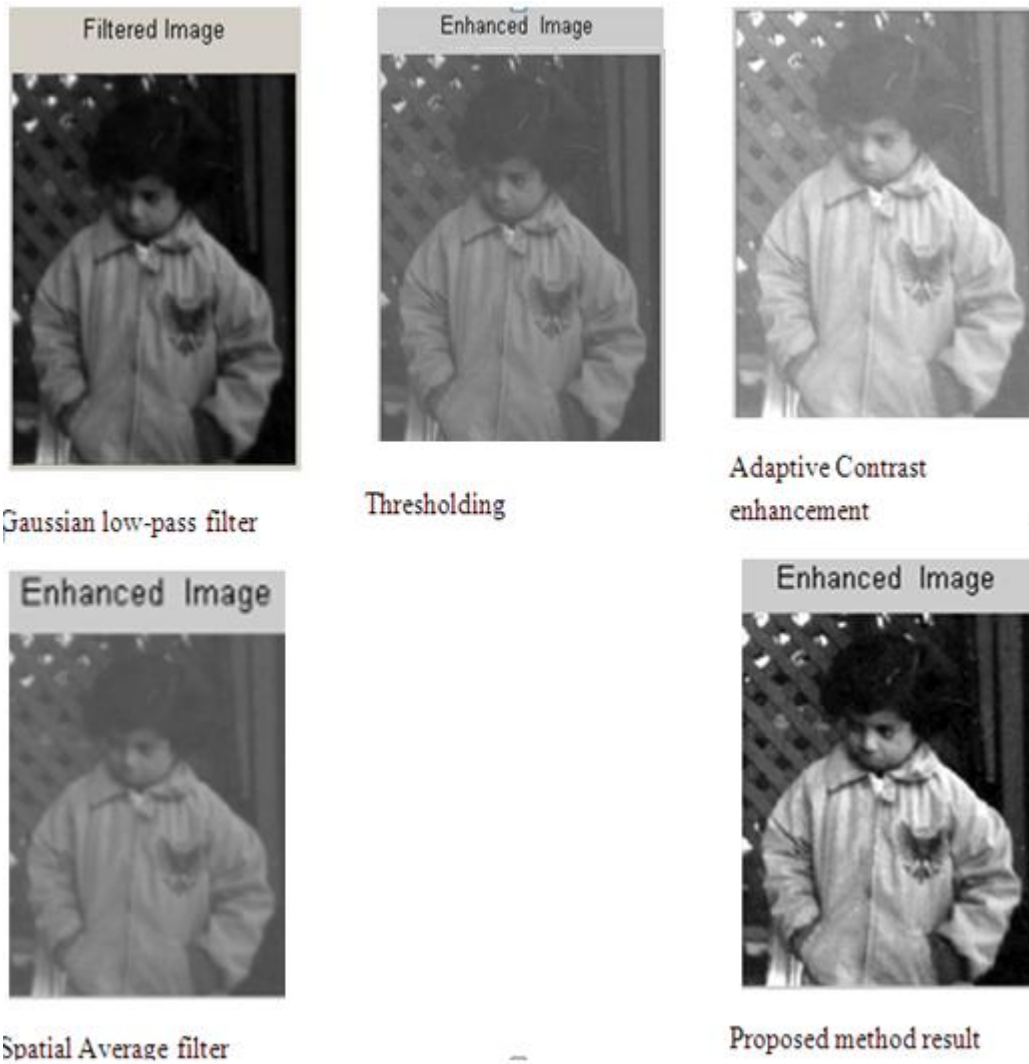 Filtered Image
Enhanced Image
Gaussian low-pass filter
Thresholding
Adaptive Contrast
enhancement
Enhanced Image
Enhanced Image
Spatial Average filter
Proposed method result